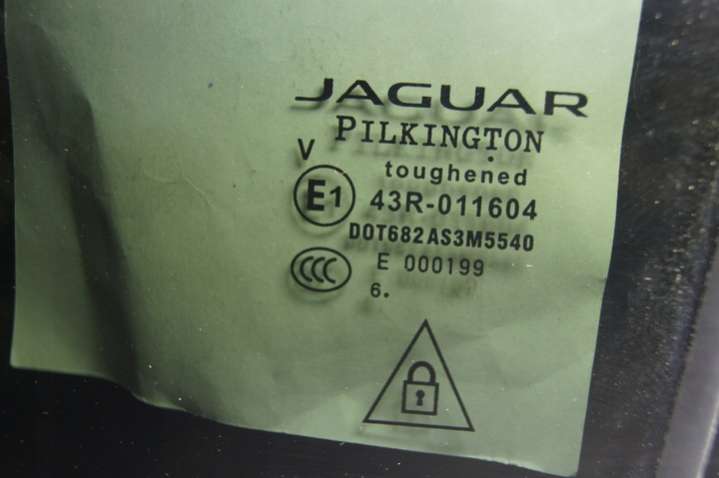 JAGUAR
PILKINGTON
toughened
V
E1 43R-011604
DOT682AS3M5540
CCC E 000199
6.